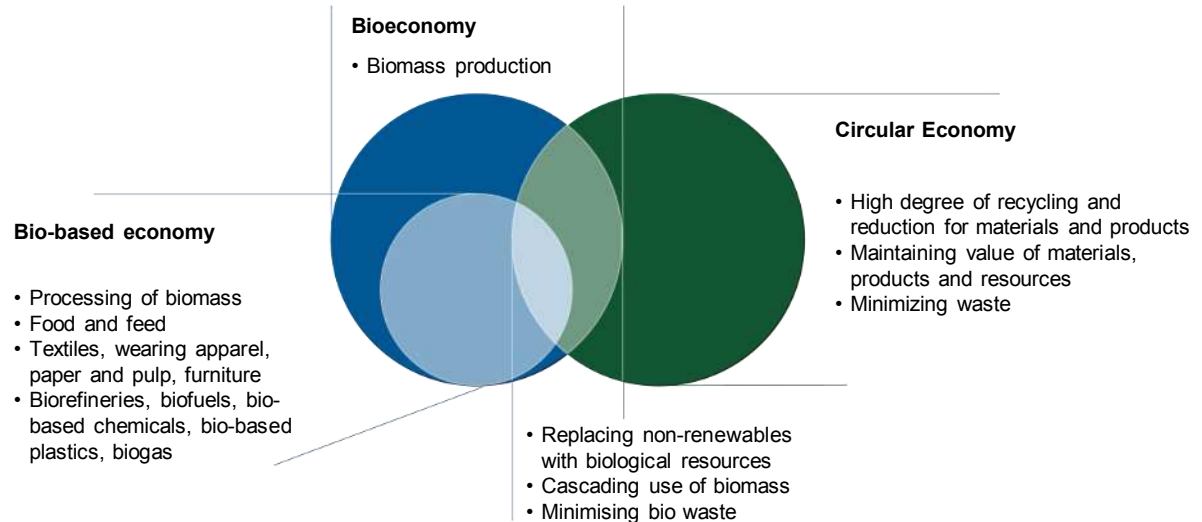 Bioeconomy
• Biomass production
Circular Economy
• High degree of recycling and
reduction for materials and products
• Maintaining value of materials,
products and resources
• Minimizing waste
Bio-based economy
• Processing of biomass
• Food and feed
• Textiles, wearing apparel,
paper and pulp, furniture
• Biorefineries, biofuels, bio-
based chemicals, bio-based
plastics, biogas
• Replacing non-renewables
with biological resources
• Cascading use of biomass
• Minimising bio waste